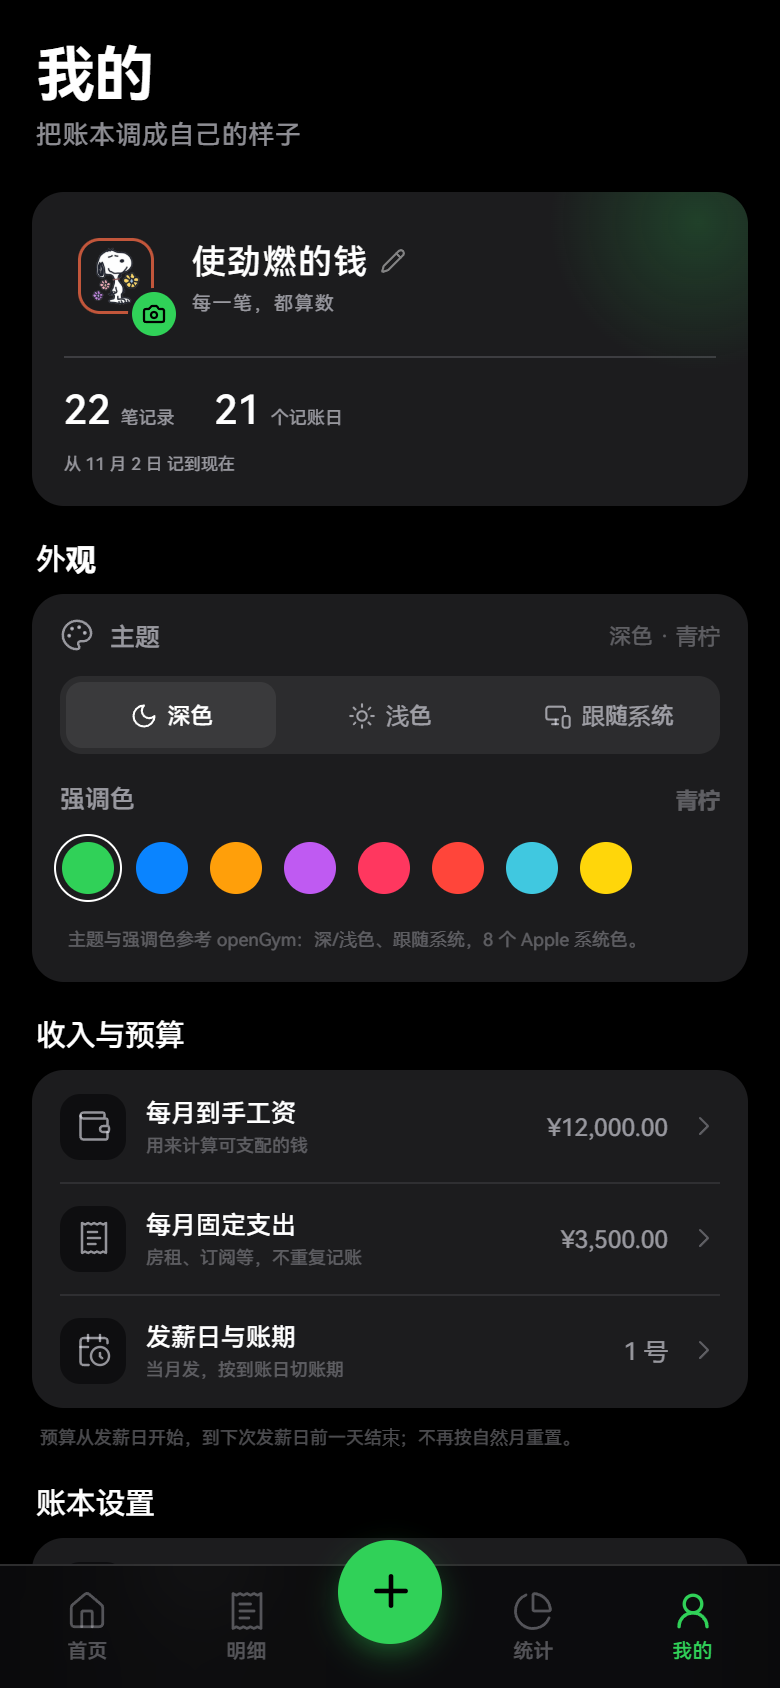 我的
把账本调成自己的样子
使劲燃的钱
每一笔，都算数
22 笔记录 21 个记账日
从 11 月 2 日 记到现在
外观
主题 深色 · 青柠
深色 浅色 跟随系统
强调色 青柠
主题与强调色参考 openGym：深/浅色、跟随系统，8 个 Apple 系统色。
收入与预算
每月到手工资 ¥12,000.00
用来计算可支配的钱
每月固定支出 ¥3,500.00
房租、订阅等，不重复记账
发薪日与账期 1 号
当月发，按到账日切账期
预算从发薪日开始，到下次发薪日前一天结束；不再按自然月重置。
账本设置
首页 明细 统计 我的